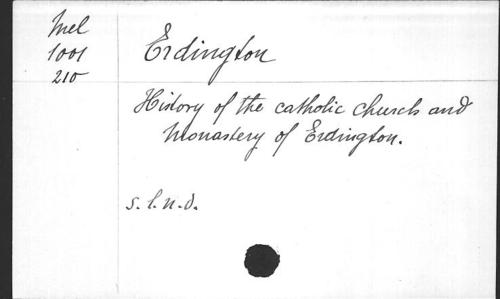 Mel
1001
210
Erdington
History of the catholic church and
monastery of Erdington.
s. l. n. d.